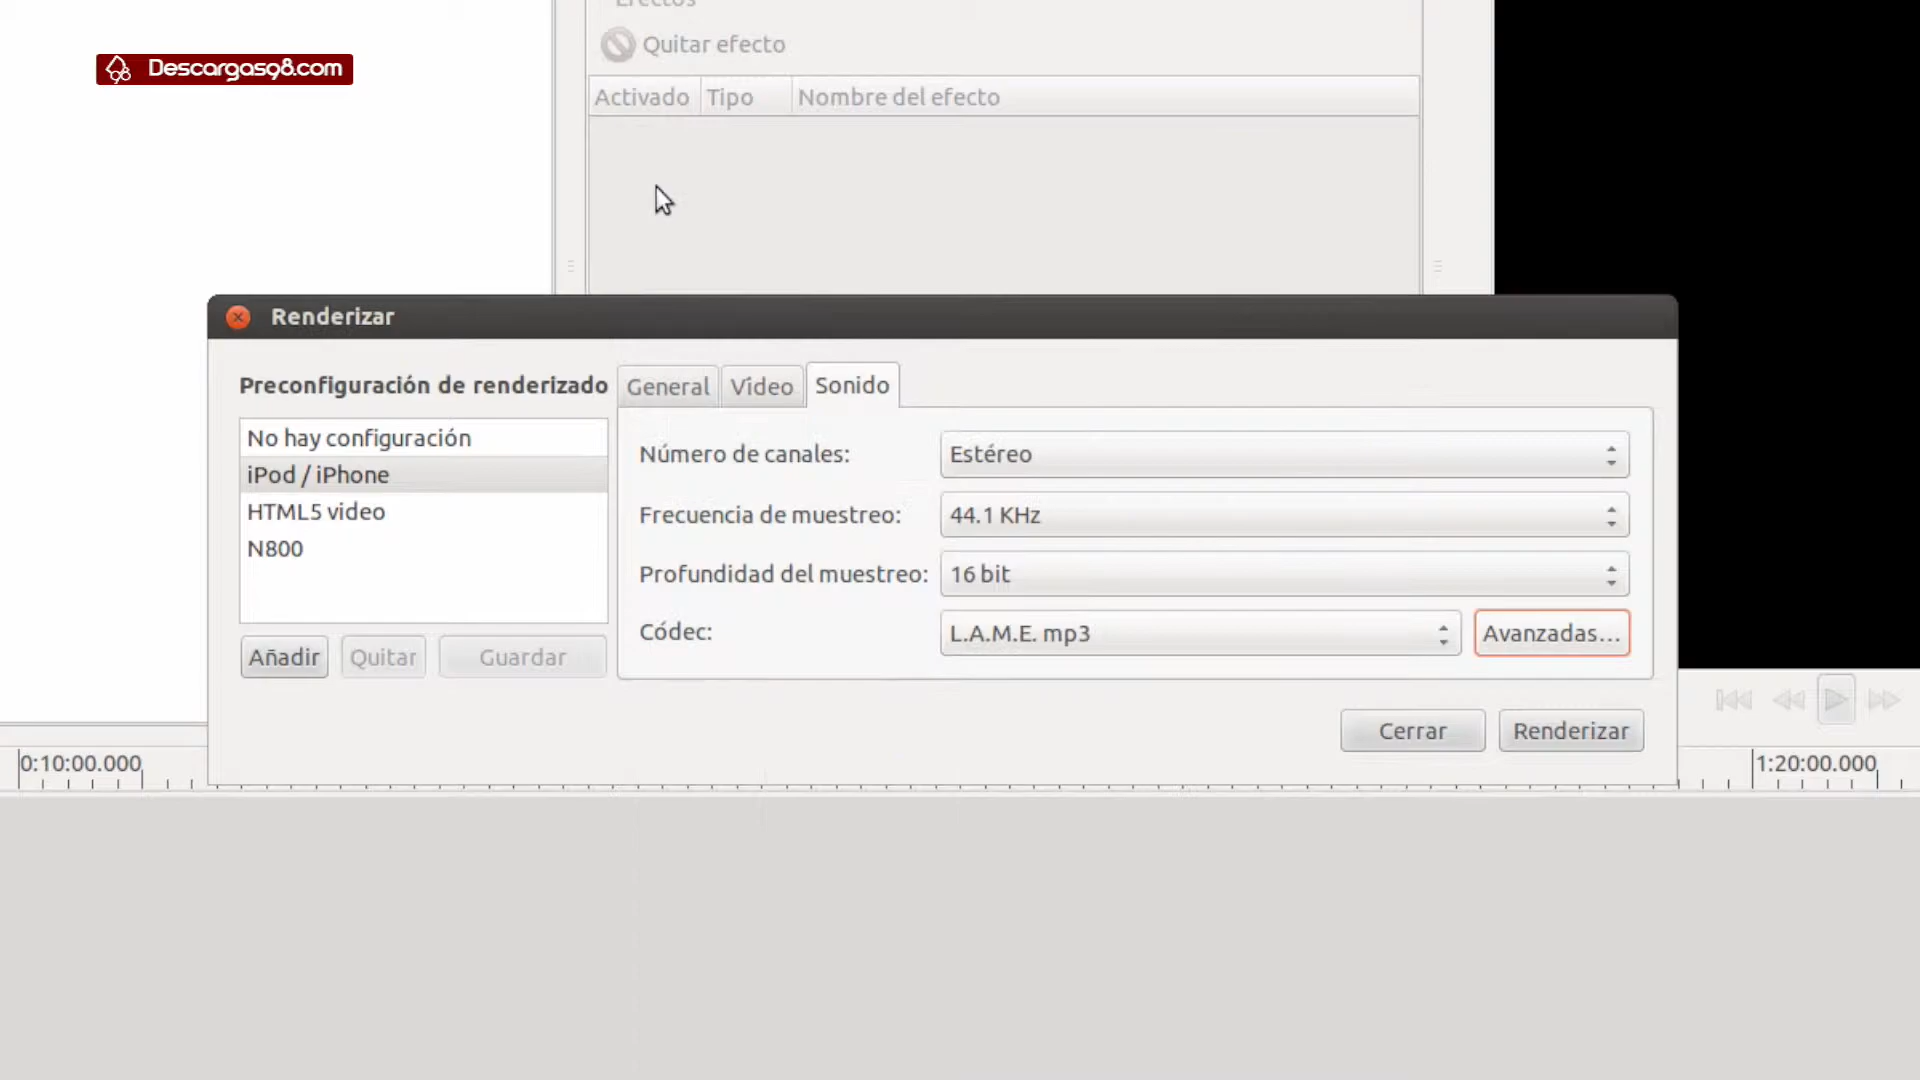 Efectos
Quitar efecto
Descargas98.com
Activado Tipo Nombre del efecto
Renderizar
Preconfiguración de renderizado
General Vídeo Sonido
No hay configuración
iPod / iPhone
HTML5 video
N800
Añadir Quitar Guardar
Número de canales: Estéreo
Frecuencia de muestreo: 44.1 KHz
Profundidad del muestreo: 16 bit
Códec: L.A.M.E. mp3 Avanzadas...
Cerrar Renderizar
0:10:00.000
1:20:00.000